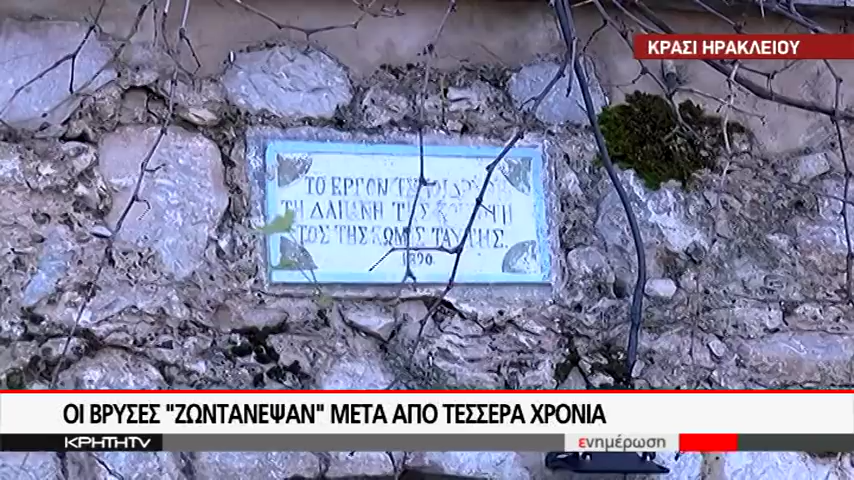 ΚΡΑΣΙ ΗΡΑΚΛΕΙΟΥ
ΤΟ ΕΡΓΟΝ
ΤΗ ΔΑΠΑΝΗ ΤΗΣ
ΤΟΣ ΤΗΣ ΚΩΜΗΣ ΤΑΥΤΗΣ.
1890
ΟΙ ΒΡΥΣΕΣ "ΖΩΝΤΑΝΕΨΑΝ" ΜΕΤΑ ΑΠΟ ΤΕΣΣΕΡΑ ΧΡΟΝΙΑ
ΚΡΗΤΗTV
ενημέρωση